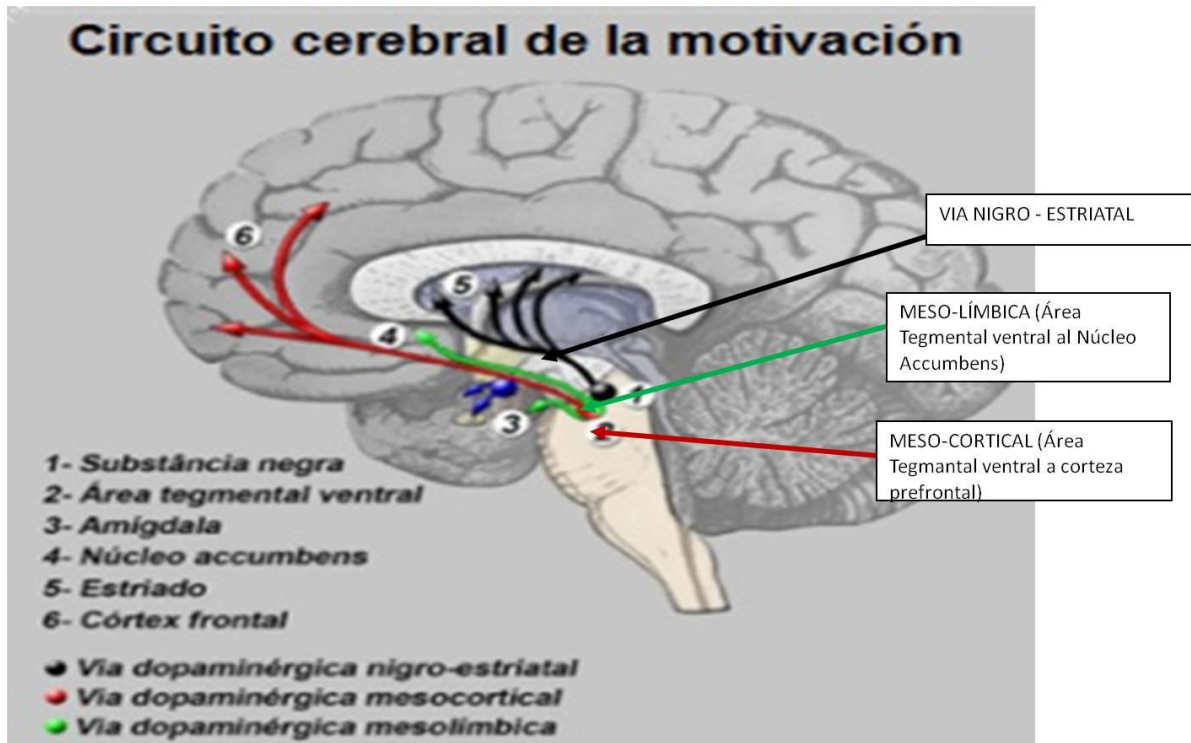 Circuito cerebral de la motivación
VIA NIGRO - ESTRIATAL
MESO-LÍMBICA (Área
Tegmental ventral al Núcleo
Accumbens)
MESO-CORTICAL (Área
Tegmantal ventral a corteza
prefrontal)
6
5
4
1
3
2
1- Substância negra
2- Área tegmental ventral
3- Amígdala
4- Núcleo accumbens
5- Estriado
6- Córtex frontal
Via dopaminérgica nigro-estriatal
Via dopaminérgica mesocortical
Via dopaminérgica mesolímbica